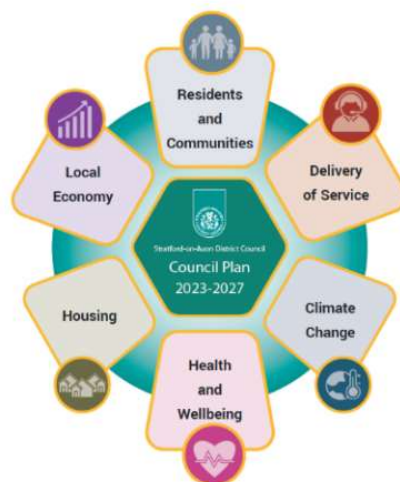 Residents
and
Communities
Local
Economy
Delivery
of Service
Stratford-on-Avon District Council
Council Plan
2023-2027
Housing
Climate
Change
Health
and
Wellbeing